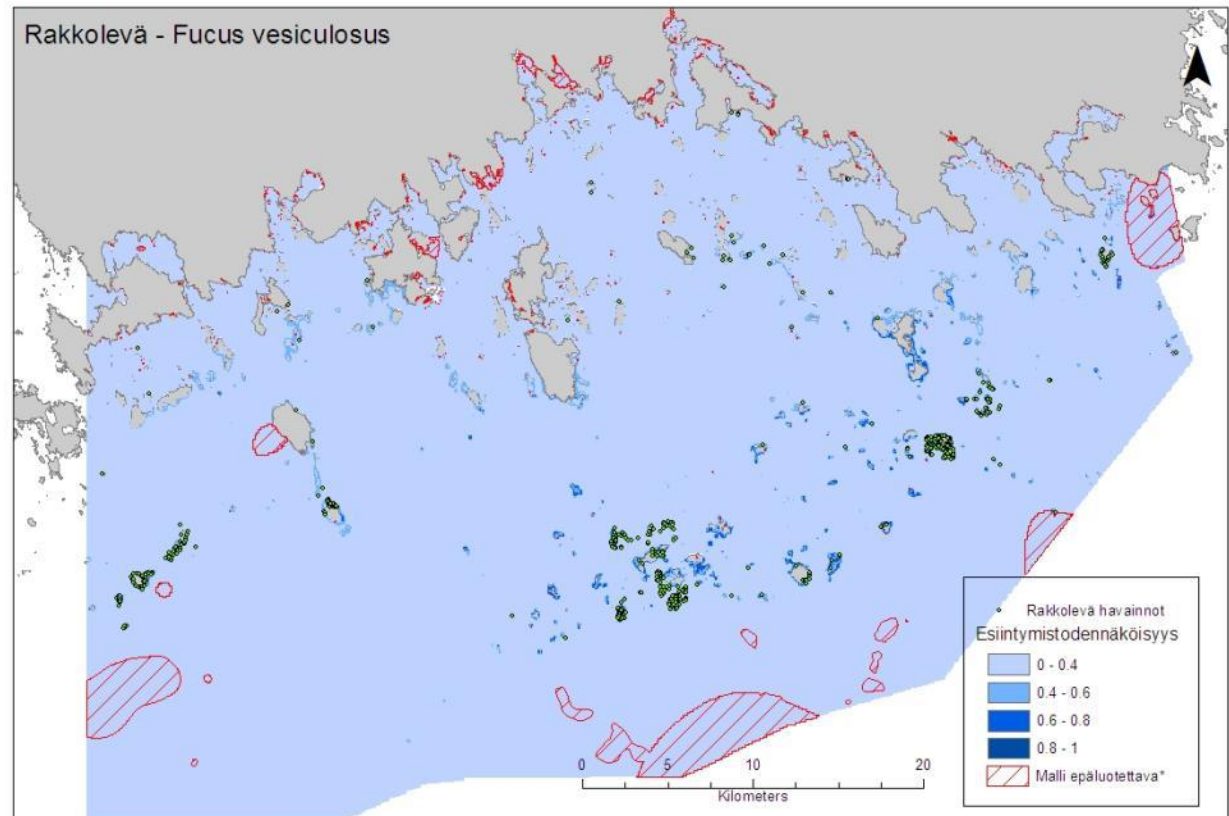 Rakkolevä - Fucus vesiculosus
Rakkolevä havainnot
Esiintymistodennäköisyys
0 - 0.4
0.4 - 0.6
0.6 - 0.8
0.8 - 1
Malli epäluotettava*
0 5 10 20
Kilometers